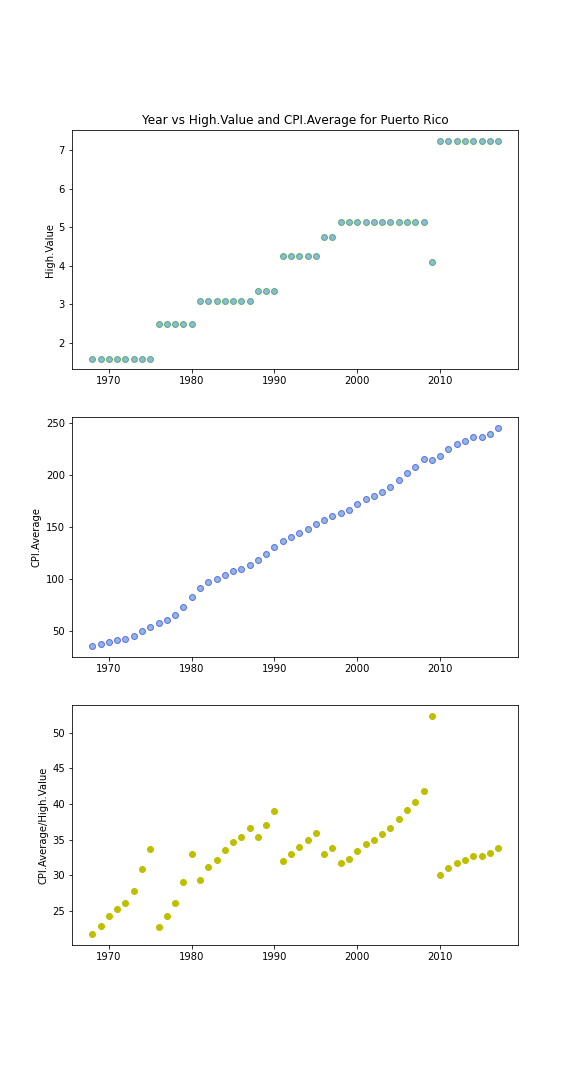 Year vs High.Value and CPI.Average for Puerto Rico
7
6
5
4
3
2
High.Value
1970 1980 1990 2000 2010
250
200
150
100
50
CPI.Average
1970 1980 1990 2000 2010
50
45
40
35
30
25
CPI.Average/High.Value
1970 1980 1990 2000 2010